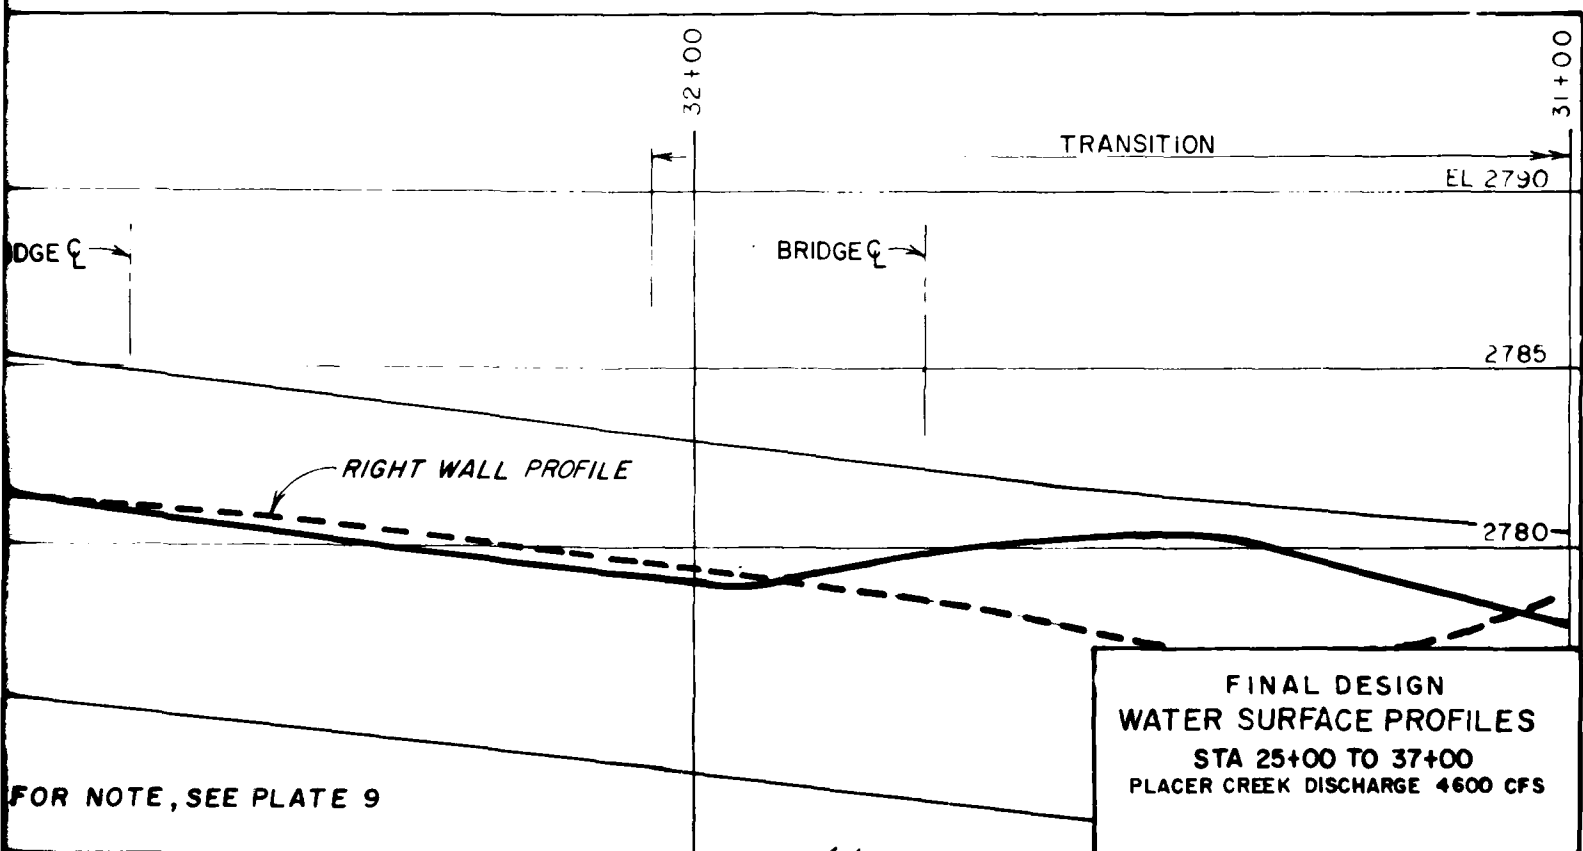 32+00
31+00
TRANSITION
EL 2790
DGE ℄
BRIDGE ℄
2785
RIGHT WALL PROFILE
2780
FINAL DESIGN
WATER SURFACE PROFILES
STA 25+00 TO 37+00
PLACER CREEK DISCHARGE 4600 CFS
FOR NOTE, SEE PLATE 9